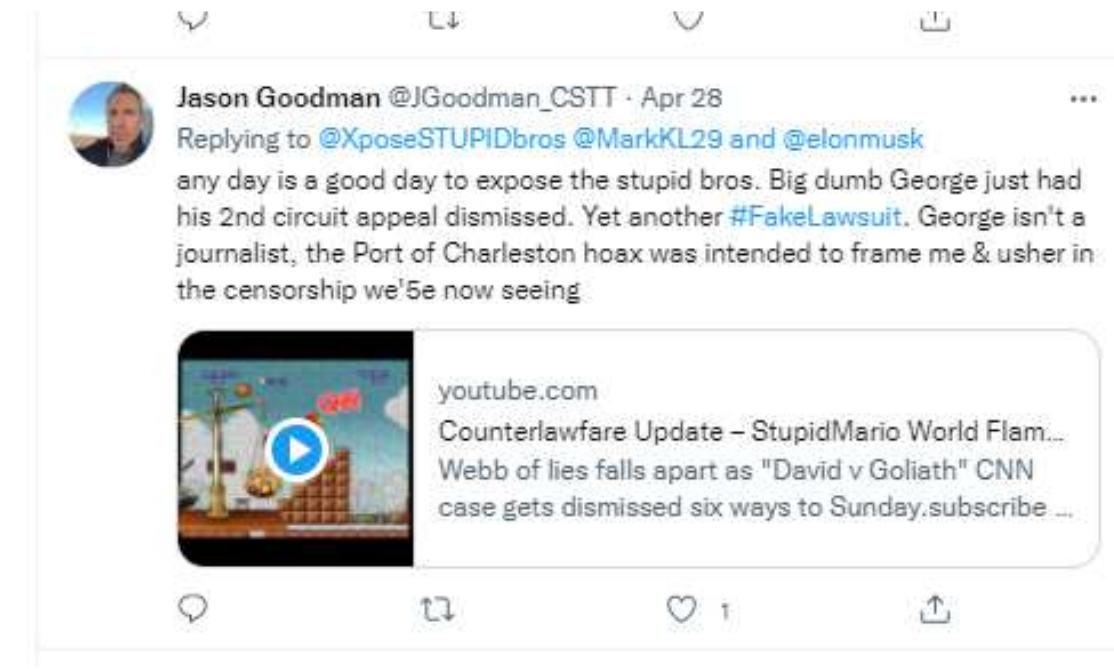 Jason Goodman @JGoodman_CSTT · Apr 28
Replying to @XposeSTUPIDbros @MarkKL29 and @elonmusk
any day is a good day to expose the stupid bros. Big dumb George just had
his 2nd circuit appeal dismissed. Yet another #FakeLawsuit. George isn't a
journalist, the Port of Charleston hoax was intended to frame me & usher in
the censorship we'5e now seeing
youtube.com
Counterlawfare Update – StupidMario World Flam...
Webb of lies falls apart as "David v Goliath" CNN
case gets dismissed six ways to Sunday.subscribe ...
1